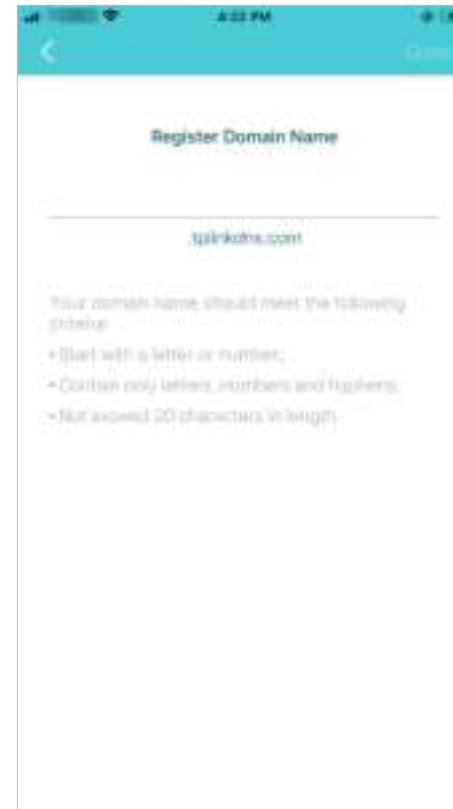 4:22 PM
Register Domain Name
tplinkdns.com
Your domain name should meet the following
criteria:
• Start with a letter or number;
• Contain only letters, numbers and hyphens;
• Not exceed 20 characters in length